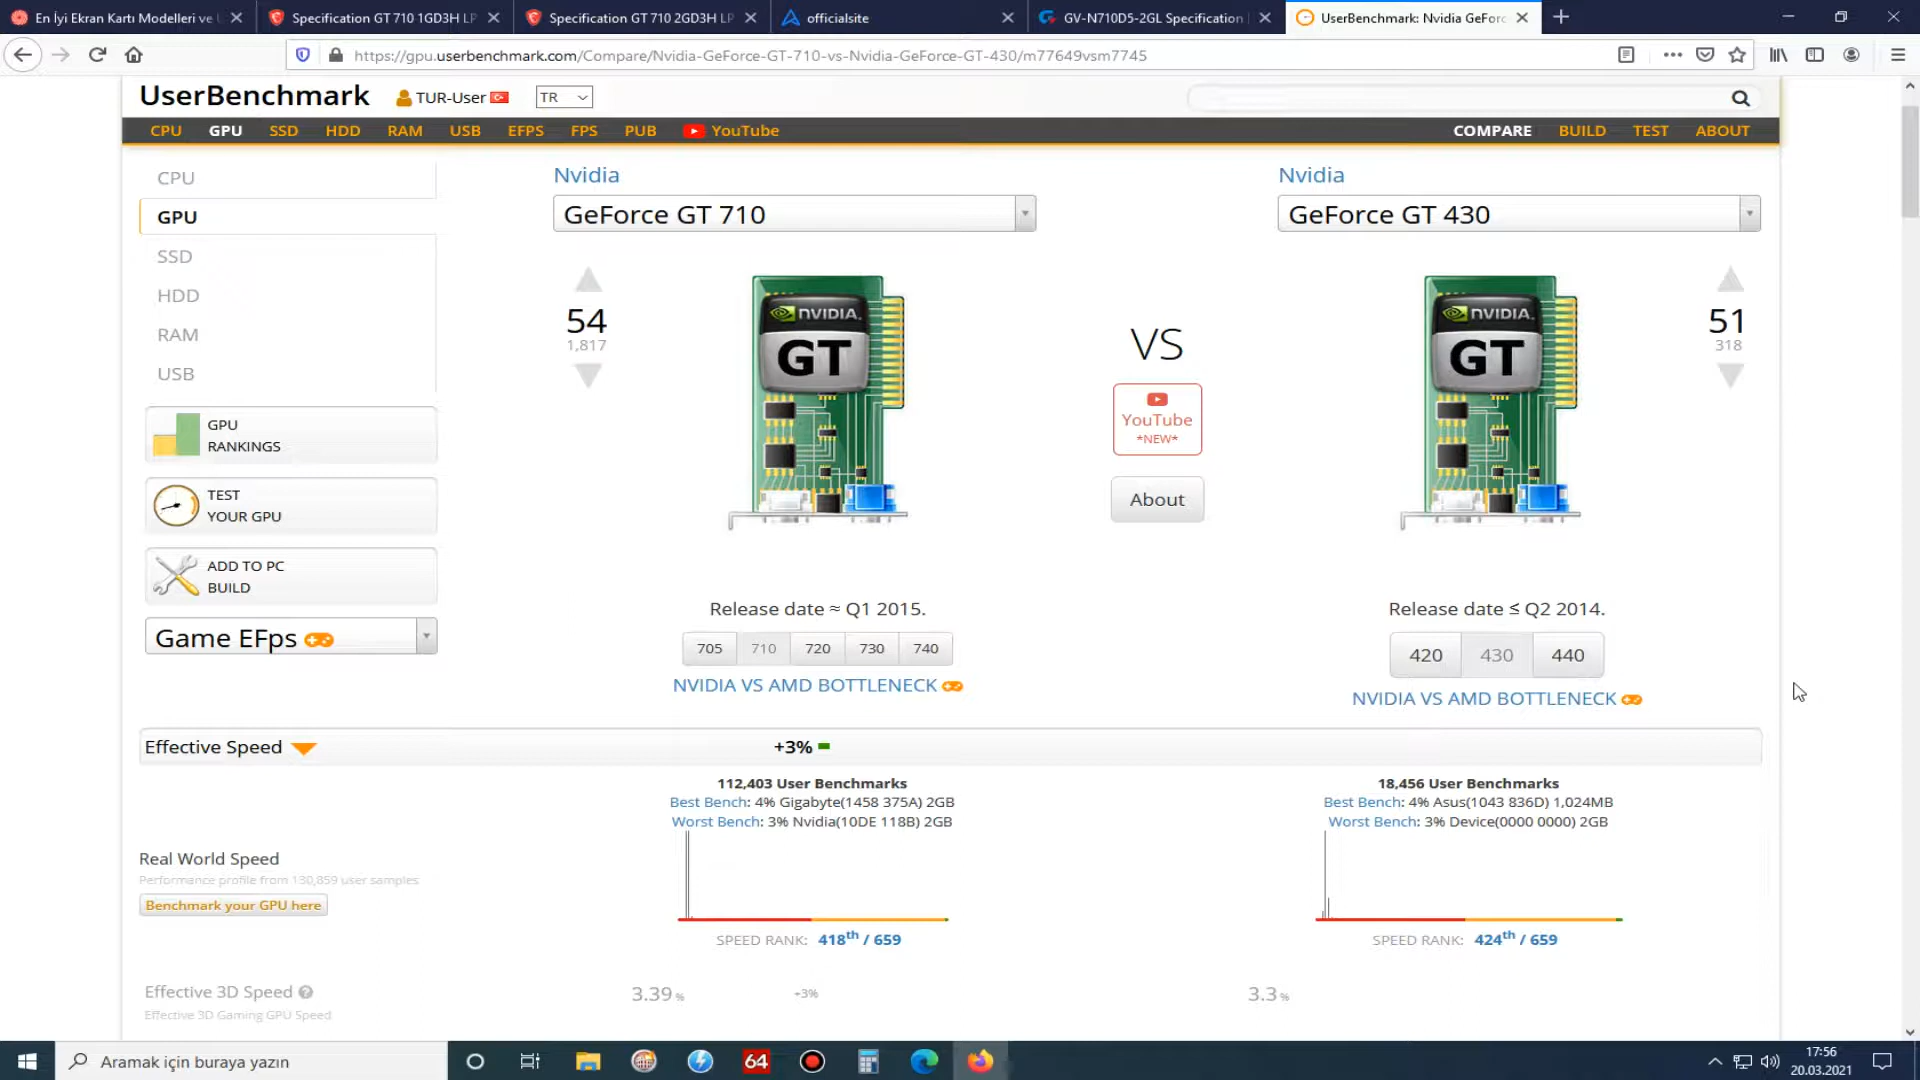 En İyi Ekran Kartı Modelleri ve U
Specification GT 710 1GD3H LP
Specification GT 710 2GD3H LP
officialsite
GV-N710D5-2GL Specification
UserBenchmark: Nvidia GeForc
https://gpu.userbenchmark.com/Compare/Nvidia-GeForce-GT-710-vs-Nvidia-GeForce-GT-430/m77649vsm7745
UserBenchmark
TUR-User
TR
CPU GPU SSD HDD RAM USB EFPS FPS PUB YouTube
COMPARE BUILD TEST ABOUT
CPU
GPU
SSD
HDD
RAM
USB
GPU
RANKINGS
TEST
YOUR GPU
ADD TO PC
BUILD
Game EFps
Nvidia
GeForce GT 710
54
1,817
NVIDIA.
GT
VS
YouTube
*NEW*
About
Nvidia
GeForce GT 430
NVIDIA.
GT
51
318
Release date ≈ Q1 2015.
705 710 720 730 740
NVIDIA VS AMD BOTTLENECK
Release date ≤ Q2 2014.
420 430 440
NVIDIA VS AMD BOTTLENECK
Effective Speed
+3%
Real World Speed
Performance profile from 130,859 user samples
Benchmark your GPU here
112,403 User Benchmarks
Best Bench: 4% Gigabyte(1458 375A) 2GB
Worst Bench: 3% Nvidia(10DE 118B) 2GB
SPEED RANK: 418th / 659
18,456 User Benchmarks
Best Bench: 4% Asus(1043 836D) 1,024MB
Worst Bench: 3% Device(0000 0000) 2GB
SPEED RANK: 424th / 659
Effective 3D Speed
Effective 3D Gaming GPU Speed
3.39 %
+3%
3.3 %
Aramak için buraya yazın
64
17:56
20.03.2021